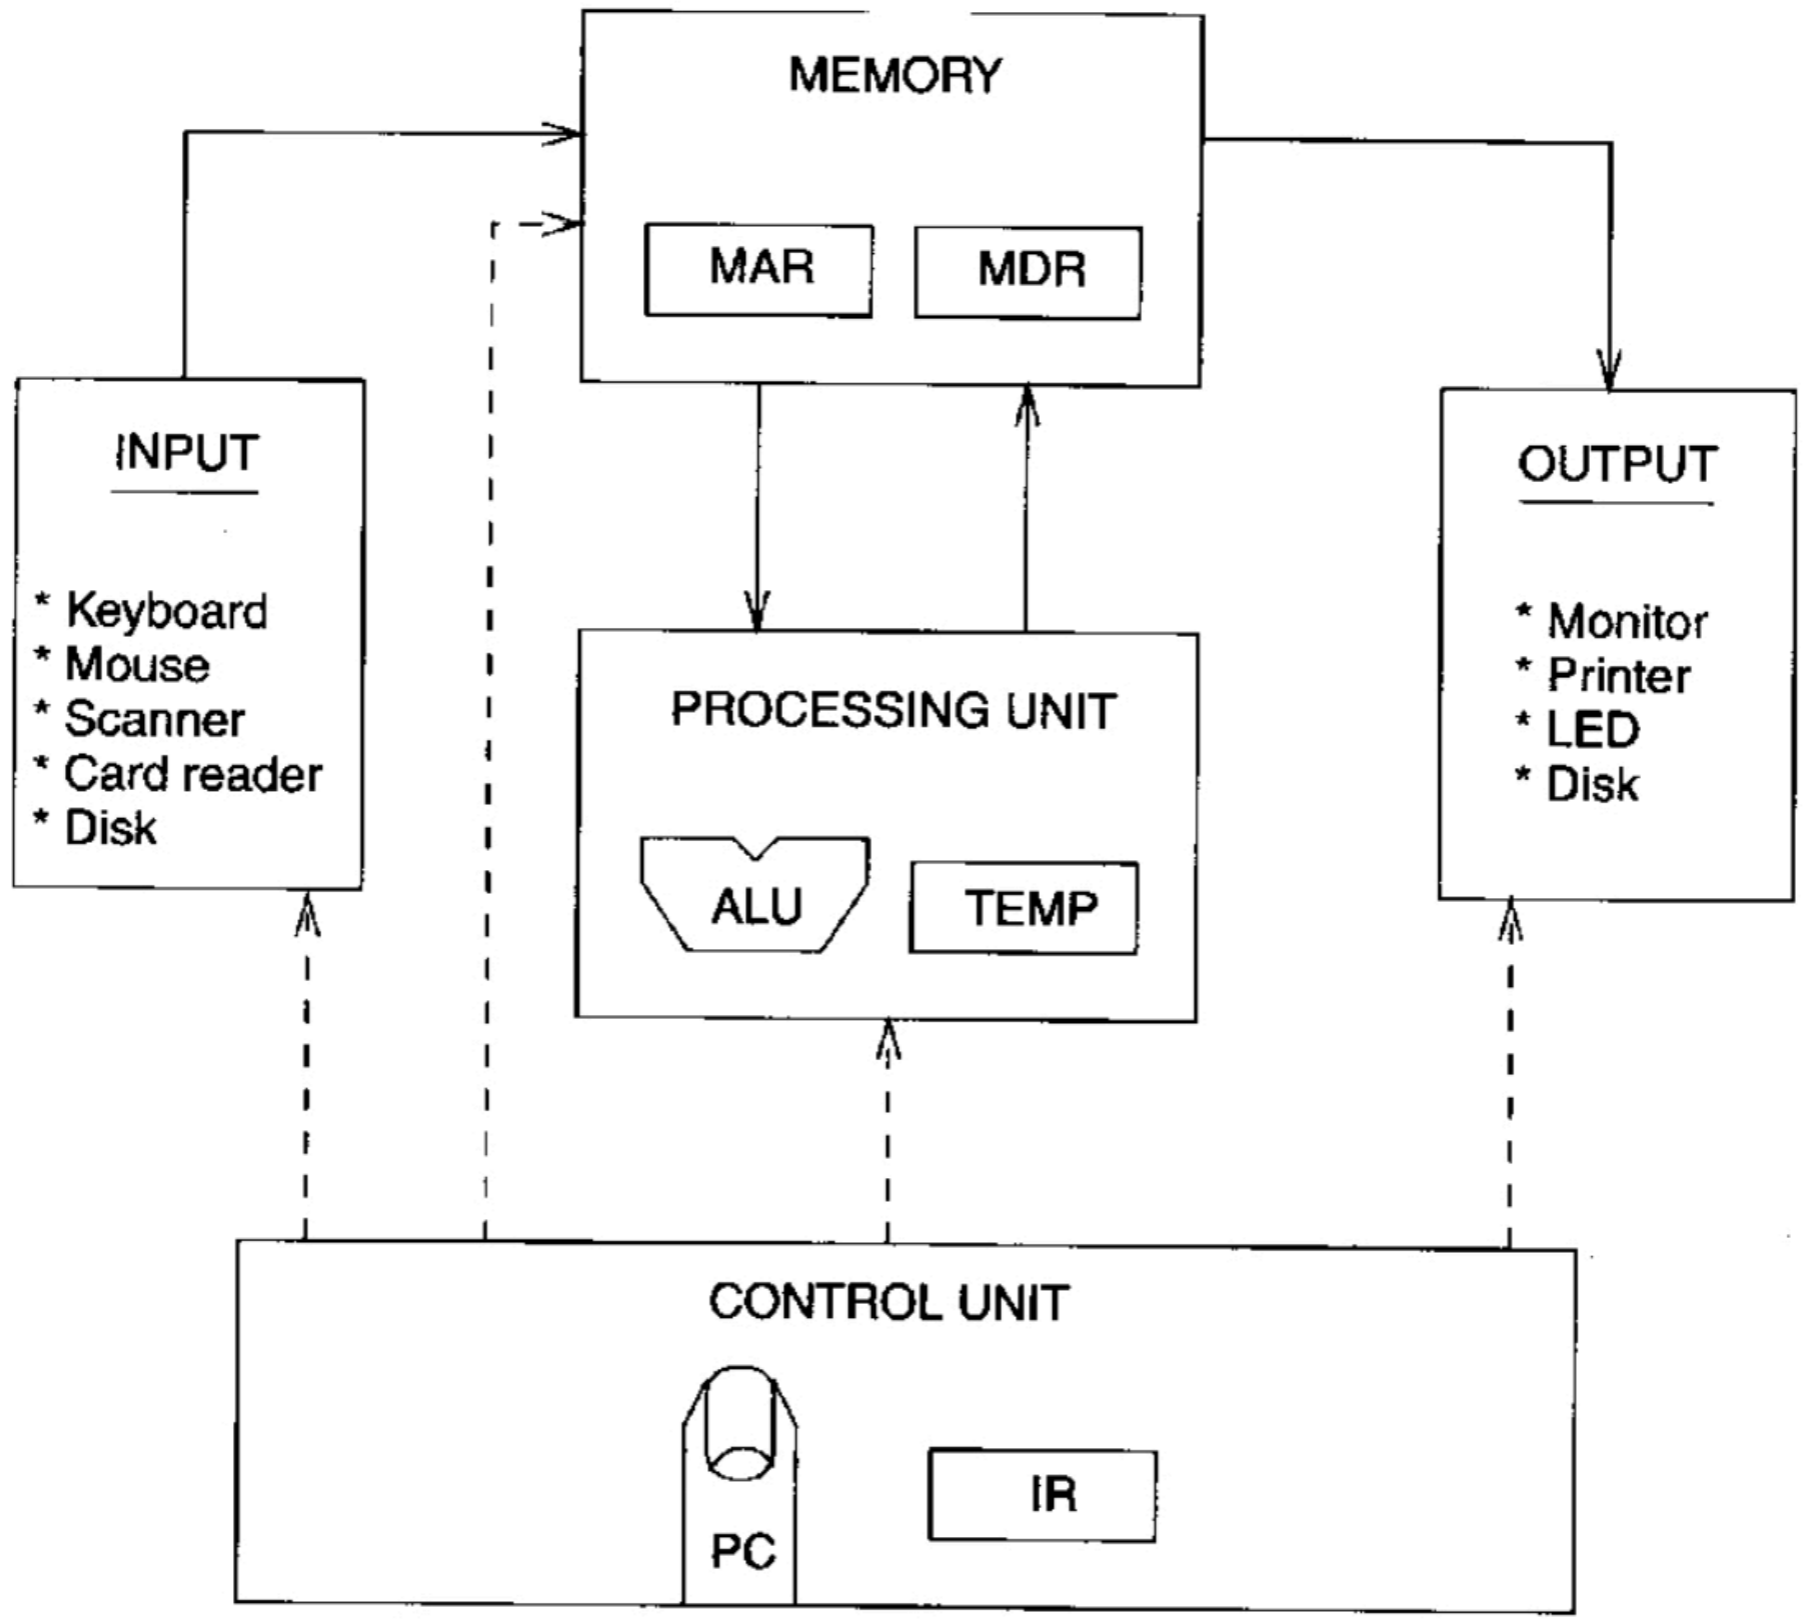 MEMORY
MAR
MDR
INPUT
* Keyboard
* Mouse
* Scanner
* Card reader
* Disk
OUTPUT
* Monitor
* Printer
* LED
* Disk
PROCESSING UNIT
ALU
TEMP
CONTROL UNIT
PC
IR